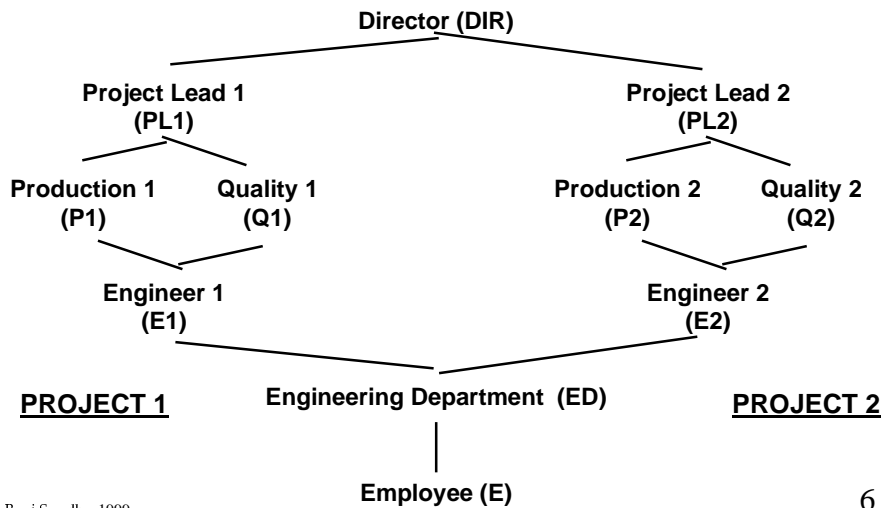 Director (DIR)
Project Lead 1
(PL1)
Project Lead 2
(PL2)
Production 1
(P1)
Quality 1
(Q1)
Production 2
(P2)
Quality 2
(Q2)
Engineer 1
(E1)
Engineer 2
(E2)
PROJECT 1
Engineering Department (ED)
PROJECT 2
Employee (E)
1999
6